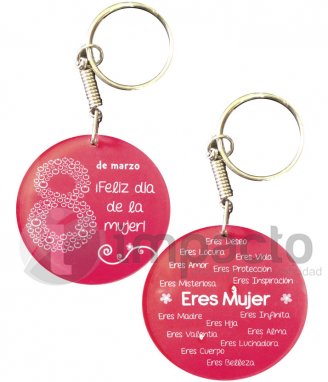 8
de marzo
¡Feliz día
de la
mujer!
impacto
Eres Deseo
Eres Locura
Eres Vida
Eres Amor
Eres Protección
Eres Misteriosa
Eres Inspiración
Eres Mujer
Eres Madre
Eres Infinita
Eres Hija
Eres Valentía
Eres Alma
Eres Luchadora
Eres Cuerpo
Eres Belleza